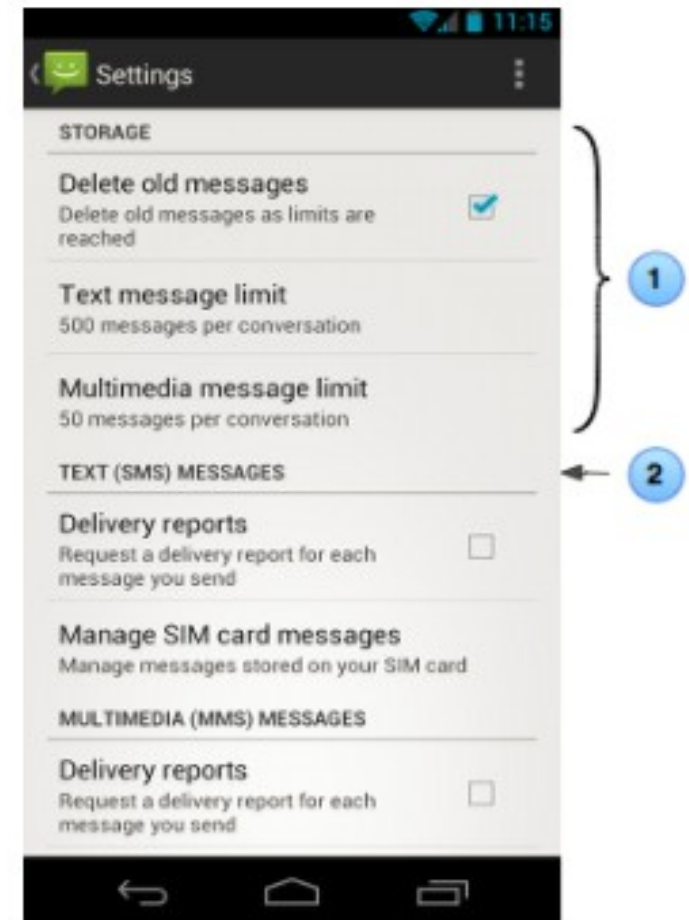 11:15
Settings
STORAGE
Delete old messages
Delete old messages as limits are
reached
1
Text message limit
500 messages per conversation
Multimedia message limit
50 messages per conversation
TEXT (SMS) MESSAGES
2
Delivery reports
Request a delivery report for each
message you send
Manage SIM card messages
Manage messages stored on your SIM card
MULTIMEDIA (MMS) MESSAGES
Delivery reports
Request a delivery report for each
message you send